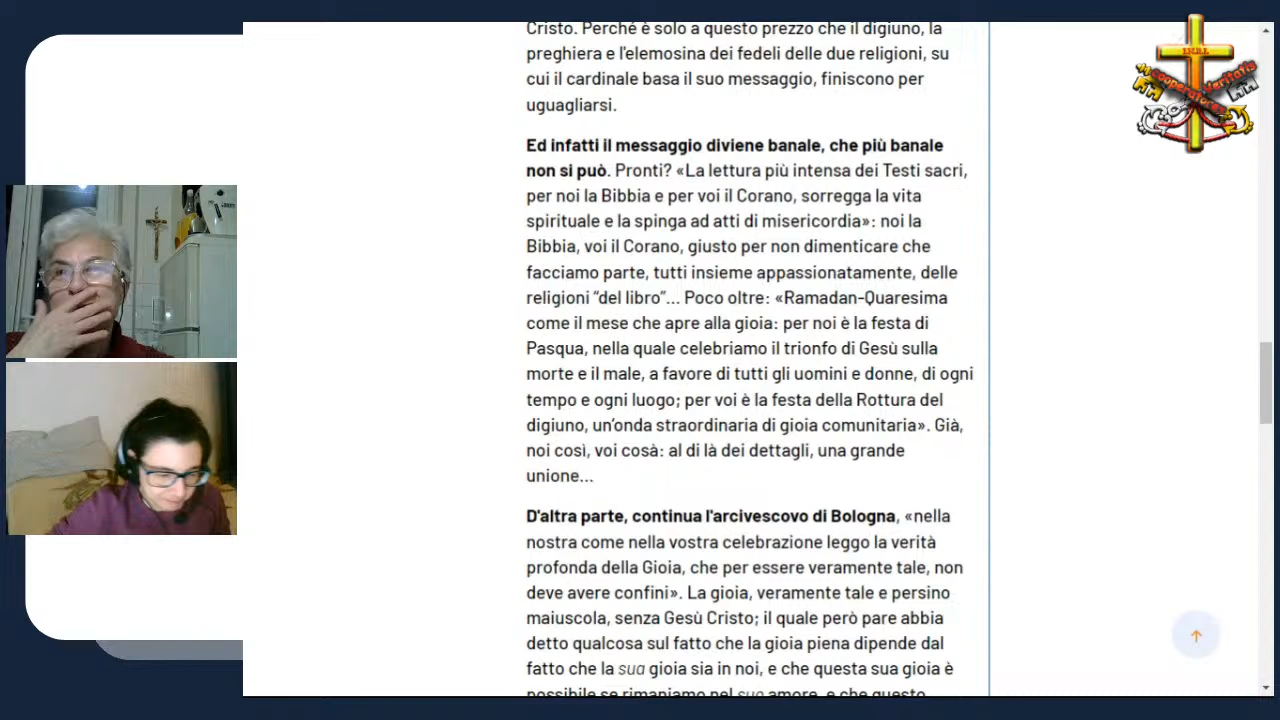 Cristo. Perché è solo a questo prezzo che il digiuno, la
preghiera e l'elemosina dei fedeli delle due religioni, su
cui il cardinale basa il suo messaggio, finiscono per
uguagliarsi.
Ed infatti il messaggio diviene banale, che più banale
non si può. Pronti? «La lettura più intensa dei Testi sacri,
per noi la Bibbia e per voi il Corano, sorregga la vita
spirituale e la spinga ad atti di misericordia»: noi la
Bibbia, voi il Corano, giusto per non dimenticare che
facciamo parte, tutti insieme appassionatamente, delle
religioni “del libro”... Poco oltre: «Ramadan-Quaresima
come il mese che apre alla gioia: per noi è la festa di
Pasqua, nella quale celebriamo il trionfo di Gesù sulla
morte e il male, a favore di tutti gli uomini e donne, di ogni
tempo e ogni luogo; per voi è la festa della Rottura del
digiuno, un’onda straordinaria di gioia comunitaria». Già,
noi così, voi cosà: al di là dei dettagli, una grande
unione...
D'altra parte, continua l'arcivescovo di Bologna, «nella
nostra come nella vostra celebrazione leggo la verità
profonda della Gioia, che per essere veramente tale, non
deve avere confini». La gioia, veramente tale e persino
maiuscola, senza Gesù Cristo; il quale però pare abbia
detto qualcosa sul fatto che la gioia piena dipende dal
fatto che la sua gioia sia in noi, e che questa sua gioia è
possibile se rimaniamo nel suo amore, e che questo
I.N.R.I.
Cooperatores Veritatis